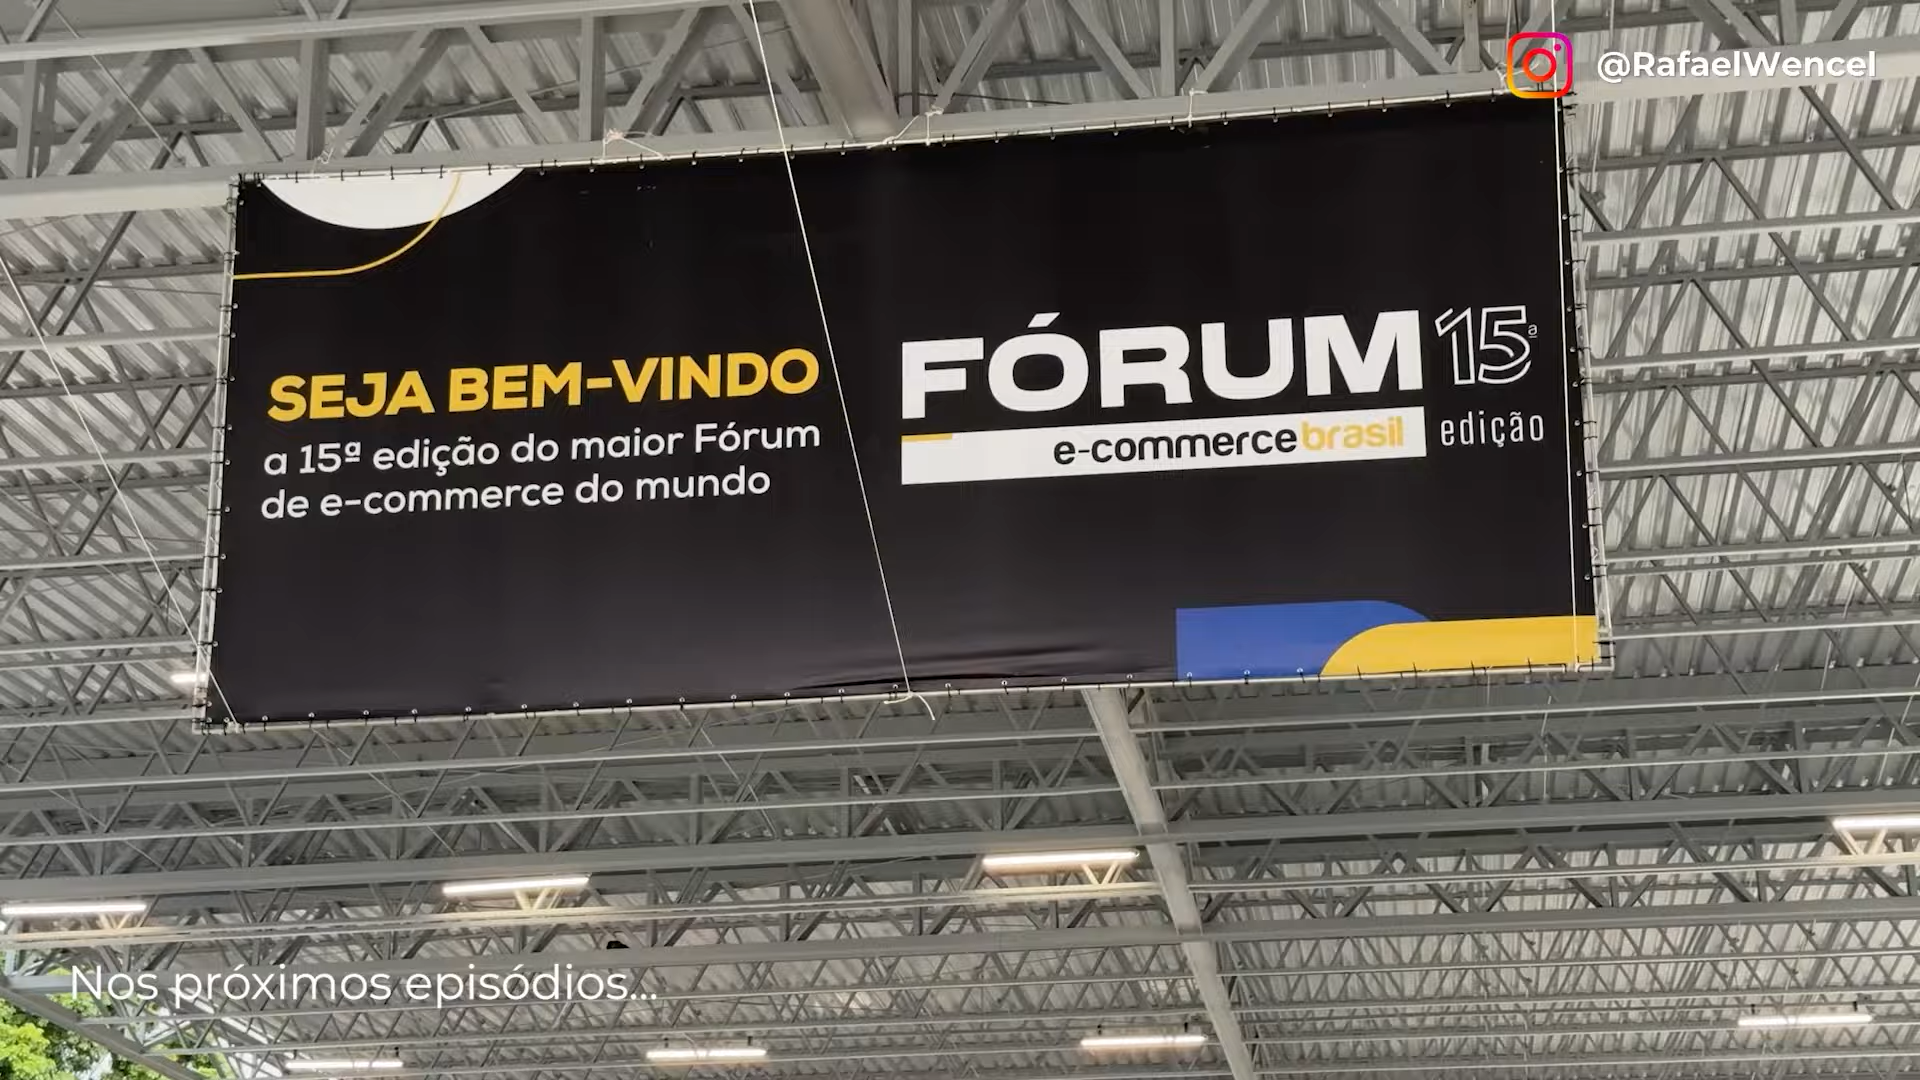 @RafaelWencel
SEJA BEM-VINDO
a 15ª edição do maior Fórum
de e-commerce do mundo
FÓRUM 15ª
e-commercebrasil edição
Nos próximos episódios...